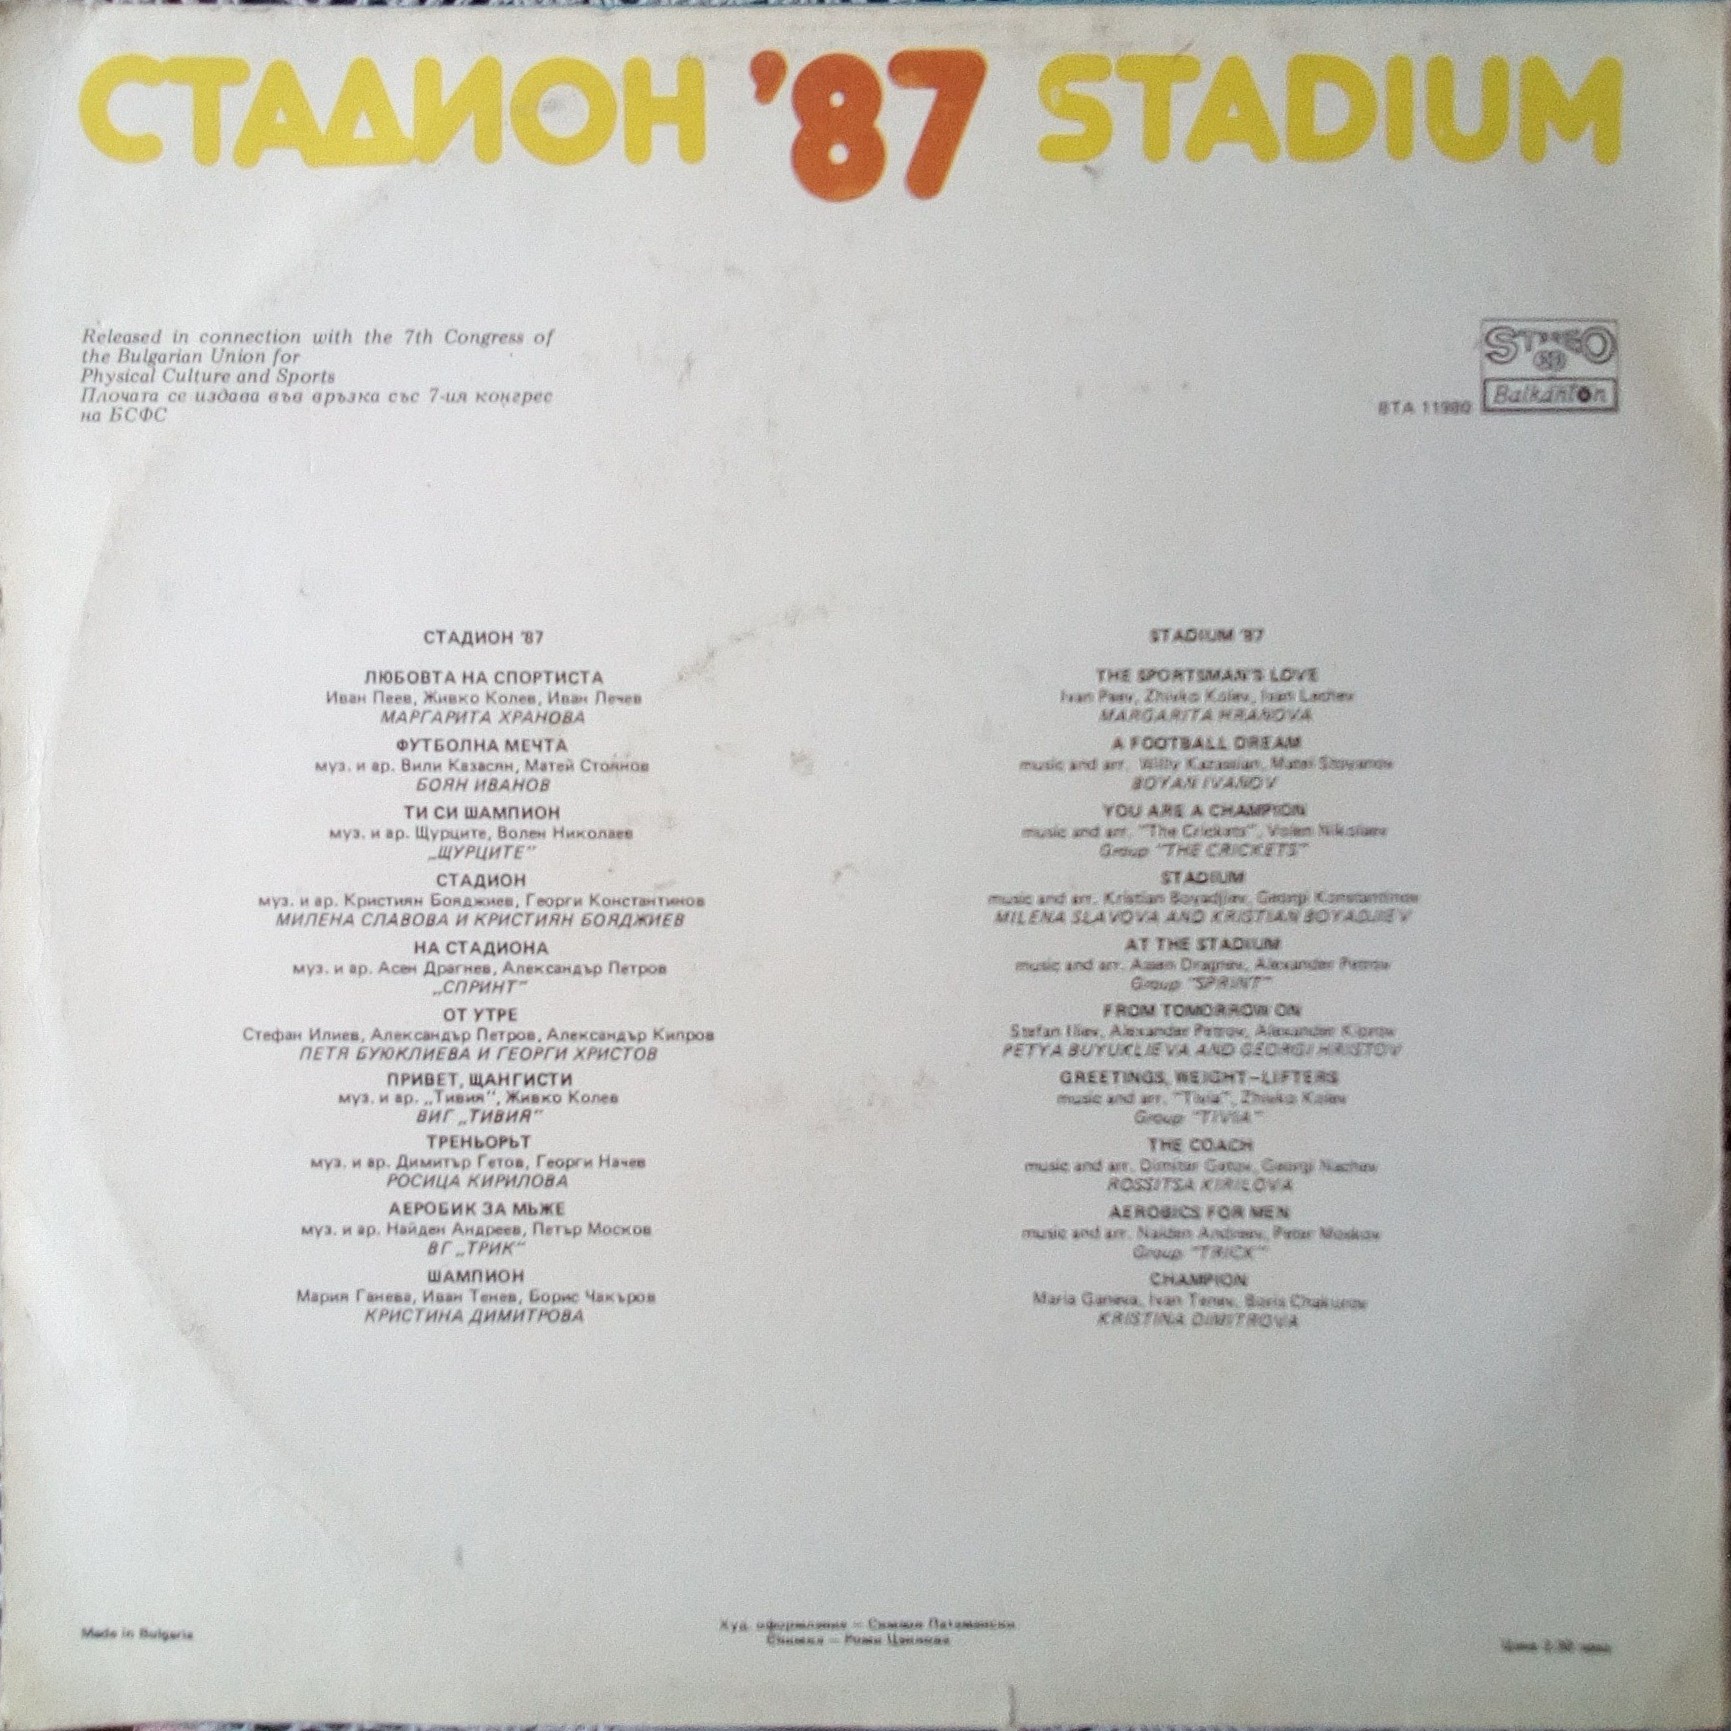 СТАДИОН '87 STADIUM
Released in connection with the 7th Congress of
the Bulgarian Union for
Physical Culture and Sports
Плочата се издава във връзка със 7-ия конгрес
на БСФС
STEREO
ВТА 11980
Balkanton
СТАДИОН '87
ЛЮБОВТА НА СПОРТИСТА
Иван Пеев, Живко Колев, Иван Лечев
МАРГАРИТА ХРАНОВА
ФУТБОЛНА МЕЧТА
муз. и ар. Вили Казасян, Матей Стоянов
БОЯН ИВАНОВ
ТИ СИ ШАМПИОН
муз. и ар. Щурците, Волен Николаев
„ЩУРЦИТЕ"
СТАДИОН
муз. и ар. Кристиян Бояджиев, Георги Константинов
МИЛЕНА СЛАВОВА И КРИСТИЯН БОЯДЖИЕВ
НА СТАДИОНА
муз. и ар. Асен Драгнев, Александър Петров
„СПРИНТ"
ОТ УТРЕ
Стефан Илиев, Александър Петров, Александър Кипров
ПЕТЯ БУЮКЛИЕВА И ГЕОРГИ ХРИСТОВ
ПРИВЕТ, ЩАНГИСТИ
муз. и ар. „Тивия", Живко Колев
ВИГ „ТИВИЯ"
ТРЕНЬОРЪТ
муз. и ар. Димитър Гетов, Георги Начев
РОСИЦА КИРИЛОВА
АЕРОБИК ЗА МЪЖЕ
муз. и ар. Найден Андреев, Петър Москов
ВГ „ТРИК"
ШАМПИОН
Мария Ганева, Иван Тенев, Борис Чакъров
КРИСТИНА ДИМИТРОВА
STADIUM '87
THE SPORTSMAN'S LOVE
Ivan Peev, Zhivko Kolev, Ivan Lechev
MARGARITA HRANOVA
A FOOTBALL DREAM
music and arr. Willy Kazassian, Matei Stoyanov
BOYAN IVANOV
YOU ARE A CHAMPION
music and arr. "The Crickets", Volen Nikolaev
Group "THE CRICKETS"
STADIUM
music and arr. Kristian Boyadjiev, Georgi Konstantinov
MILENA SLAVOVA AND KRISTIAN BOYADJIEV
AT THE STADIUM
music and arr. Assen Dragnev, Alexander Petrov
Group "SPRINT"
FROM TOMORROW ON
Stefan Iliev, Alexander Petrov, Alexander Kiprov
PETYA BUYUKLIEVA AND GEORGI HRISTOV
GREETINGS, WEIGHT-LIFTERS
music and arr. "Tivia", Zhivko Kolev
Group "TIVIA"
THE COACH
music and arr. Dimiter Getov, Georgi Nachev
ROSSITSA KIRILOVA
AEROBICS FOR MEN
music and arr. Naiden Andreev, Peter Moskov
Group "TRICK"
CHAMPION
Maria Ganeva, Ivan Tenev, Boris Chakurov
KRISTINA DIMITROVA
Made in Bulgaria
Худ. оформление – Симеон
Снимка – Роми
Цена